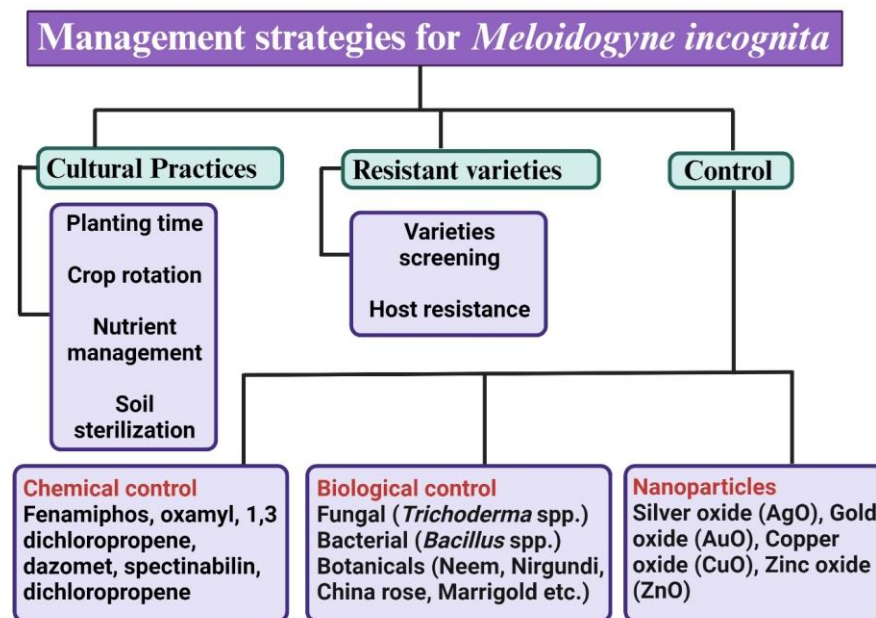 Management strategies for Meloidogyne incognita
Cultural Practices
Resistant varieties
Control
Planting time
Crop rotation
Nutrient
management
Soil
sterilization
Varieties
screening
Host resistance
Chemical control
Fenamiphos, oxamyl, 1,3
dichloropropene,
dazomet, spectinabilin,
dichloropropene
Biological control
Fungal (Trichoderma spp.)
Bacterial (Bacillus spp.)
Botanicals (Neem, Nirgundi,
China rose, Marrigold etc.)
Nanoparticles
Silver oxide (AgO), Gold
oxide (AuO), Copper
oxide (CuO), Zinc oxide
(ZnO)